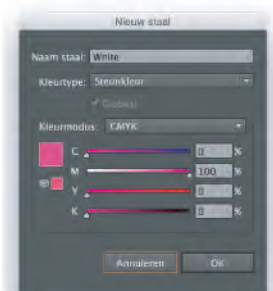 Nieuw staal
Naam staal: White
Kleurtype: Steunkleur
Globaal
Kleurmodus: CMYK
C 0 %
M 100 %
Y 0 %
K 0 %
Annuleren OK